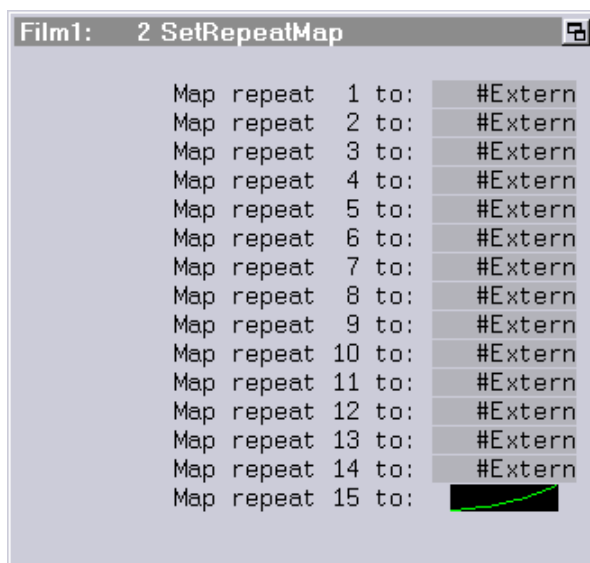 Film1: 2 SetRepeatMap
Map repeat 1 to: #Extern
Map repeat 2 to: #Extern
Map repeat 3 to: #Extern
Map repeat 4 to: #Extern
Map repeat 5 to: #Extern
Map repeat 6 to: #Extern
Map repeat 7 to: #Extern
Map repeat 8 to: #Extern
Map repeat 9 to: #Extern
Map repeat 10 to: #Extern
Map repeat 11 to: #Extern
Map repeat 12 to: #Extern
Map repeat 13 to: #Extern
Map repeat 14 to: #Extern
Map repeat 15 to: